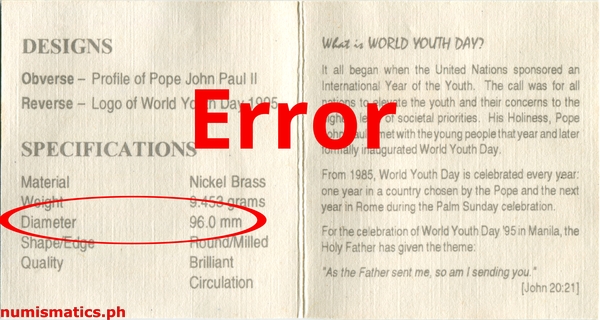 DESIGNS
Obverse – Profile of Pope John Paul II
Reverse – Logo of World Youth Day 1995
SPECIFICATIONS
Material Nickel Brass
Weight 9.453 grams
Diameter 96.0 mm
Shape/Edge Round/Milled
Quality Brilliant
Circulation
What is WORLD YOUTH DAY?
It all began when the United Nations sponsored an
International Year of the Youth. The call was for all
nations to elevate the youth and their concerns to the
level of societal priorities. His Holiness, Pope
John Paul met with the young people that year and later
formally inaugurated World Youth Day.
From 1985, World Youth Day is celebrated every year:
one year in a country chosen by the Pope and the next
year in Rome during the Palm Sunday celebration.
For the celebration of World Youth Day '95 in Manila, the
Holy Father has given the theme:
"As the Father sent me, so am I sending you."
[John 20:21]
Error
numismatics.ph